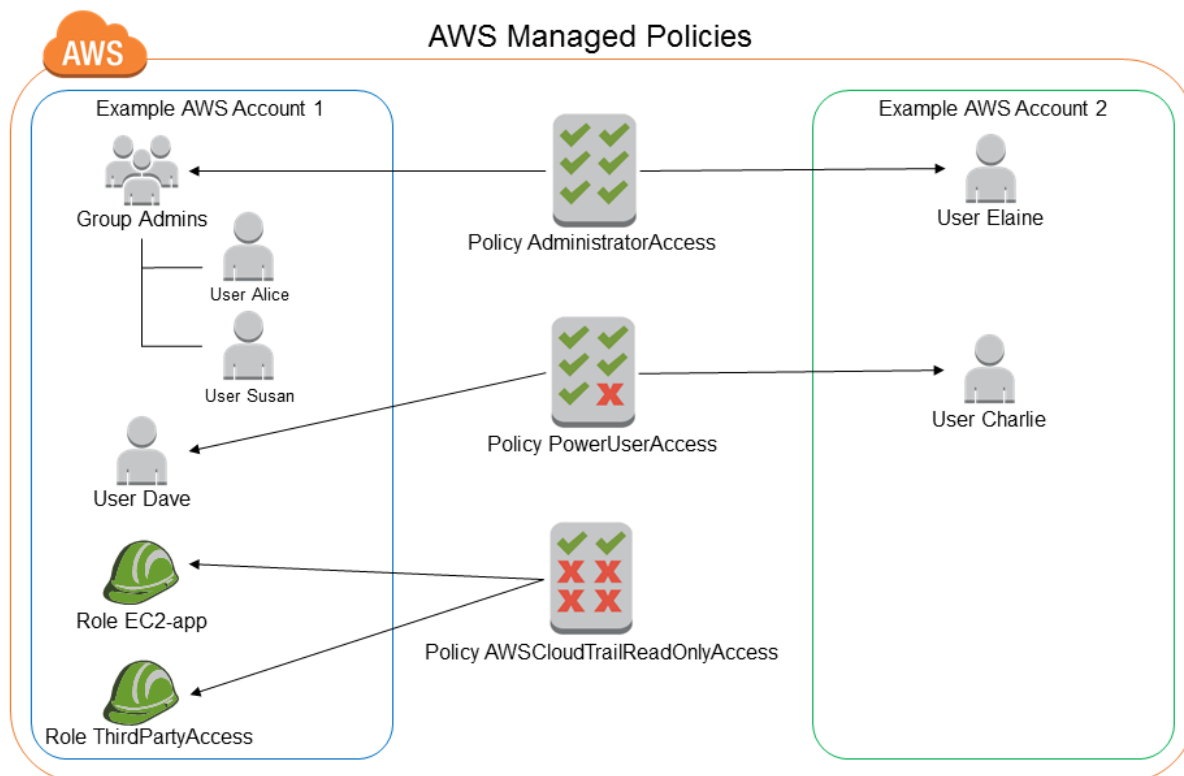 AWS
AWS Managed Policies
Example AWS Account 1
Example AWS Account 2
Group Admins
User Alice
User Susan
User Dave
Role EC2-app
Role ThirdPartyAccess
Policy AdministratorAccess
Policy PowerUserAccess
Policy AWSCloudTrailReadOnlyAccess
User Elaine
User Charlie